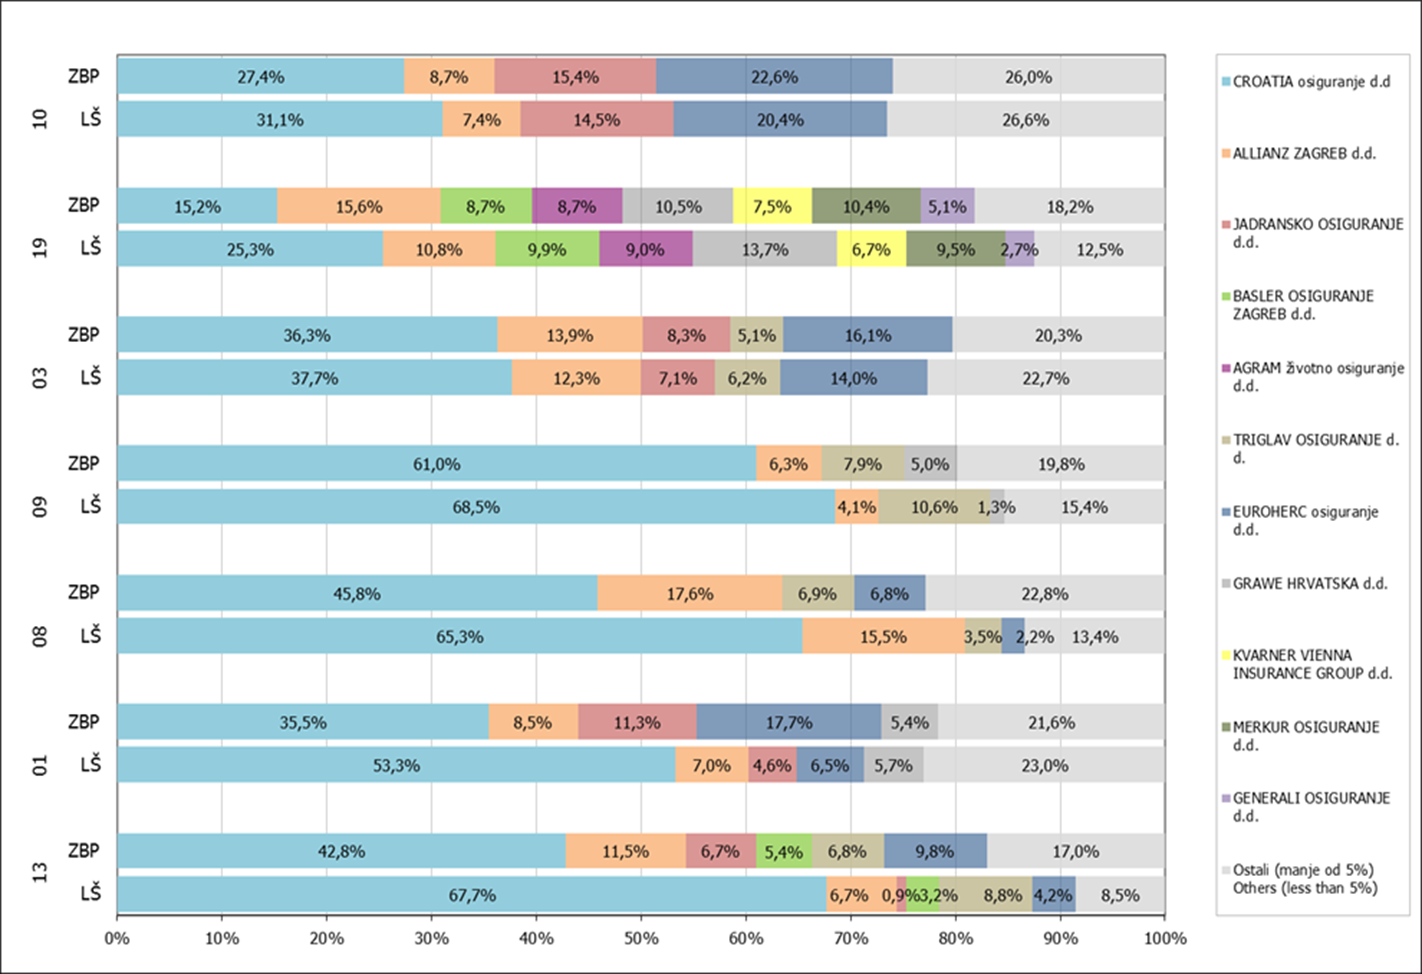 ZBP 27,4% 8,7% 15,4% 22,6% 26,0%
10
LŠ 31,1% 7,4% 14,5% 20,4% 26,6%
ZBP 15,2% 15,6% 8,7% 8,7% 10,5% 7,5% 10,4% 5,1% 18,2%
19
LŠ 25,3% 10,8% 9,9% 9,0% 13,7% 6,7% 9,5% 2,7% 12,5%
ZBP 36,3% 13,9% 8,3% 5,1% 16,1% 20,3%
03
LŠ 37,7% 12,3% 7,1% 6,2% 14,0% 22,7%
ZBP 61,0% 6,3% 7,9% 5,0% 19,8%
09
LŠ 68,5% 4,1% 10,6% 1,3% 15,4%
ZBP 45,8% 17,6% 6,9% 6,8% 22,8%
08
LŠ 65,3% 15,5% 3,5% 2,2% 13,4%
ZBP 35,5% 8,5% 11,3% 17,7% 5,4% 21,6%
01
LŠ 53,3% 7,0% 4,6% 6,5% 5,7% 23,0%
ZBP 42,8% 11,5% 6,7% 5,4% 6,8% 9,8% 17,0%
13
LŠ 67,7% 6,7% 0,9% 3,2% 8,8% 4,2% 8,5%
0% 10% 20% 30% 40% 50% 60% 70% 80% 90% 100%
CROATIA osiguranje d.d
ALLIANZ ZAGREB d.d.
JADRANSKO OSIGURANJE
d.d.
BASLER OSIGURANJE
ZAGREB d.d.
AGRAM životno osiguranje
d.d.
TRIGLAV OSIGURANJE d.
d.
EUROHERC osiguranje
d.d.
GRAWE HRVATSKA d.d.
KVARNER VIENNA
INSURANCE GROUP d.d.
MERKUR OSIGURANJE
d.d.
GENERALI OSIGURANJE
d.d.
Ostali (manje od 5%)
Others (less than 5%)